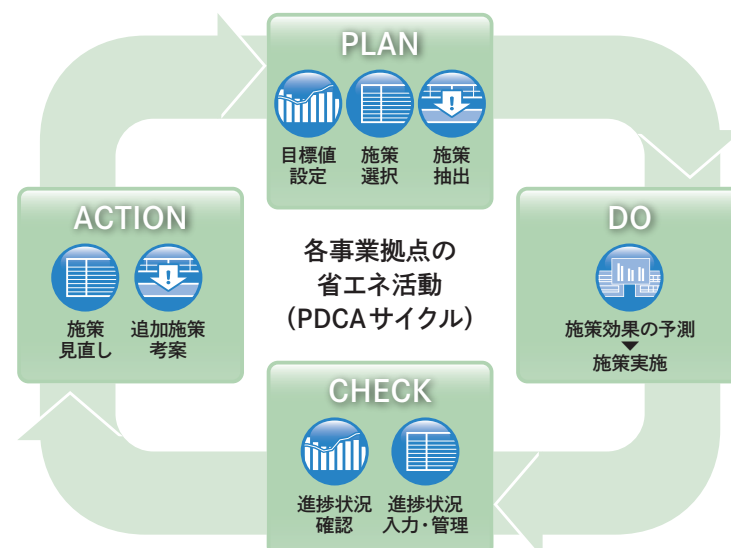 PLAN
目標値
設定
施策
選択
施策
抽出
ACTION
施策
見直し
追加施策
考案
各事業拠点の
省エネ活動
（PDCAサイクル）
DO
施策効果の予測
▼
施策実施
CHECK
進捗状況
確認
進捗状況
入力・管理